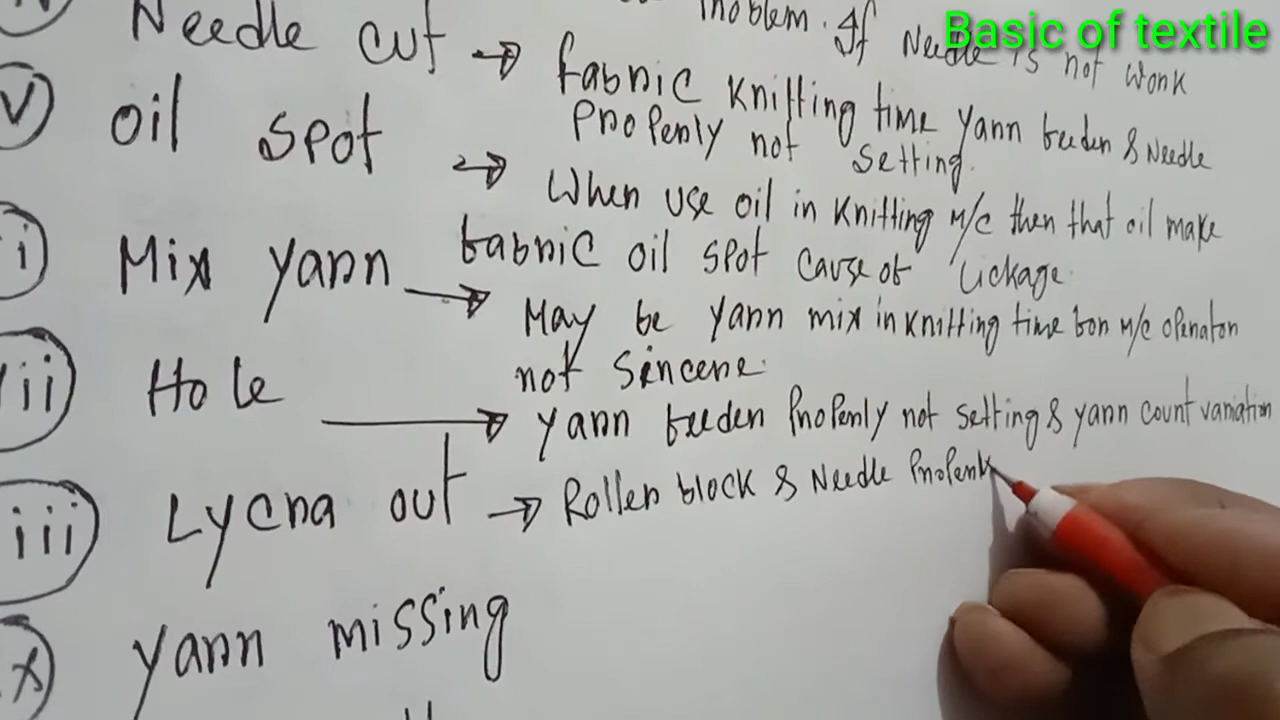 Basic of textile
Problem. If Needle is not work
Needle cut → fabric knitting time yarn feeder & Needle
Properly not setting.
v oil spot → When use oil in knitting M/C then that oil make
fabric oil spot cause of lickage.
i Mix yarn → May be yarn mix in knitting time for M/C operator
not Sincere.
ii Hole → yarn feeder Properly not setting & yarn count variation
iii Lycra out → Roller block & Needle Properl
x yarn missing